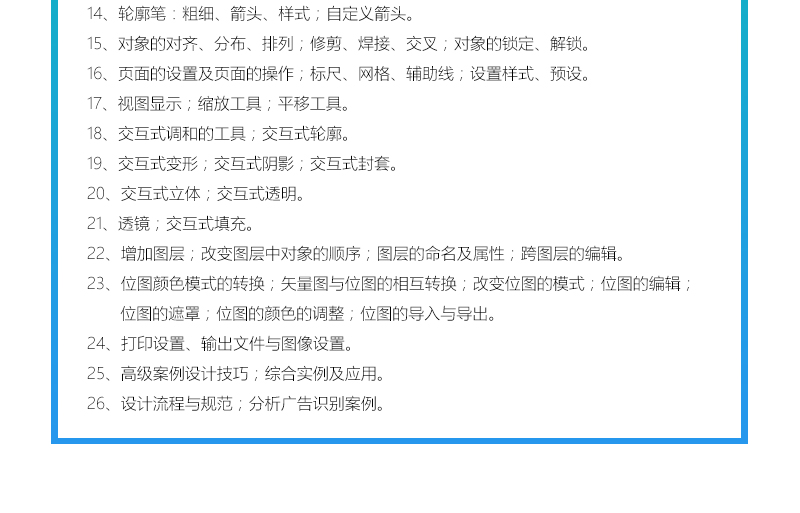 14、轮廓笔：粗细、箭头、样式；自定义箭头。
15、对象的对齐、分布、排列；修剪、焊接、交叉；对象的锁定、解锁。
16、页面的设置及页面的操作；标尺、网格、辅助线；设置样式、预设。
17、视图显示；缩放工具；平移工具。
18、交互式调和的工具；交互式轮廓。
19、交互式变形；交互式阴影；交互式封套。
20、交互式立体；交互式透明。
21、透镜；交互式填充。
22、增加图层；改变图层中对象的顺序；图层的命名及属性；跨图层的编辑。
23、位图颜色模式的转换；矢量图与位图的相互转换；改变位图的模式；位图的编辑；
位图的遮罩；位图的颜色的调整；位图的导入与导出。
24、打印设置、输出文件与图像设置。
25、高级案例设计技巧；综合实例及应用。
26、设计流程与规范；分析广告识别案例。